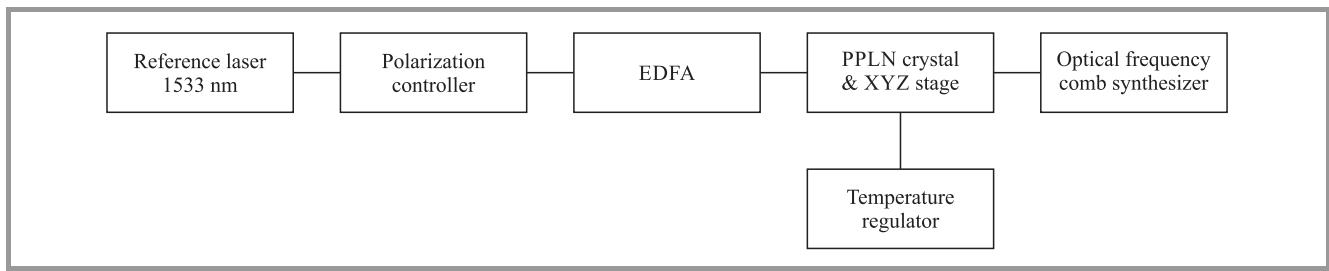 Reference laser
1533 nm
Polarization
controller
EDFA
PPLN crystal
& XYZ stage
Optical frequency
comb synthesizer
Temperature
regulator